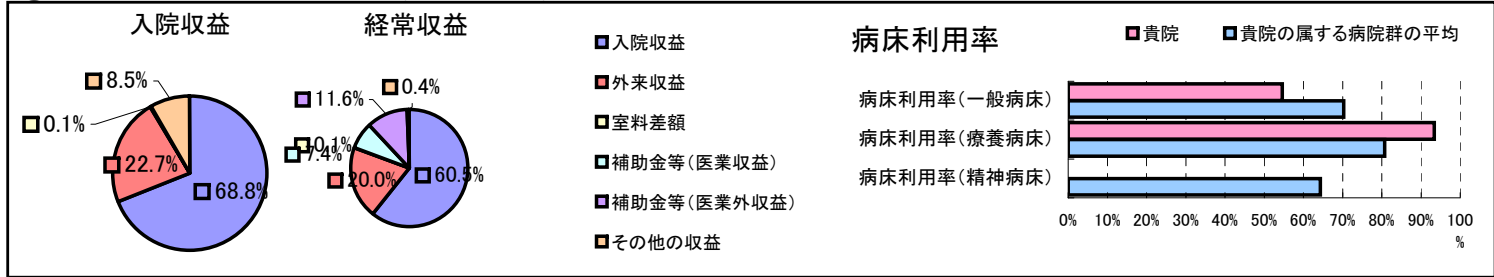 入院収益
8.5%
0.1%
22.7%
68.8%
経常収益
0.4%
11.6%
0.1%
7.4%
20.0%
60.5%
入院収益
外来収益
室料差額
補助金等(医業収益)
補助金等(医業外収益)
その他の収益
病床利用率
貴院
貴院の属する病院群の平均
病床利用率(一般病床)
病床利用率(療養病床)
病床利用率(精神病床)
0% 10% 20% 30% 40% 50% 60% 70% 80% 90% 100
%